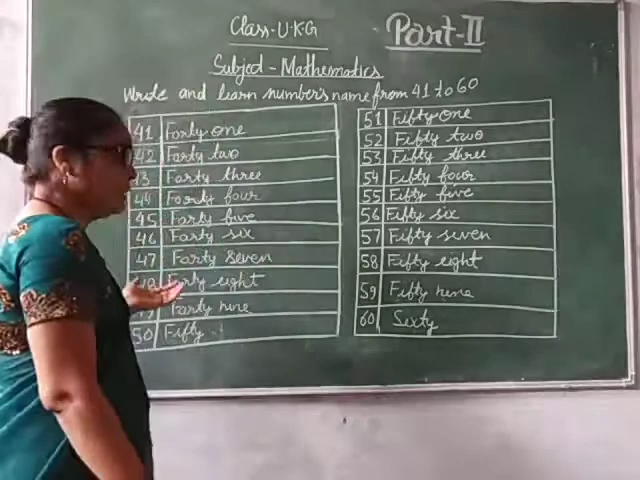 Class-U.K.G
Part-II
Subject-Mathematics
Write and learn number's name from 41 to 60
41 Forty one
42 Forty two
43 Forty three
44 Forty four
45 Forty five
46 Forty six
47 Forty seven
48 Forty eight
49 Forty nine
50 Fifty
51 Fifty one
52 Fifty two
53 Fifty three
54 Fifty four
55 Fifty five
56 Fifty six
57 Fifty seven
58 Fifty eight
59 Fifty nine
60 Sixty